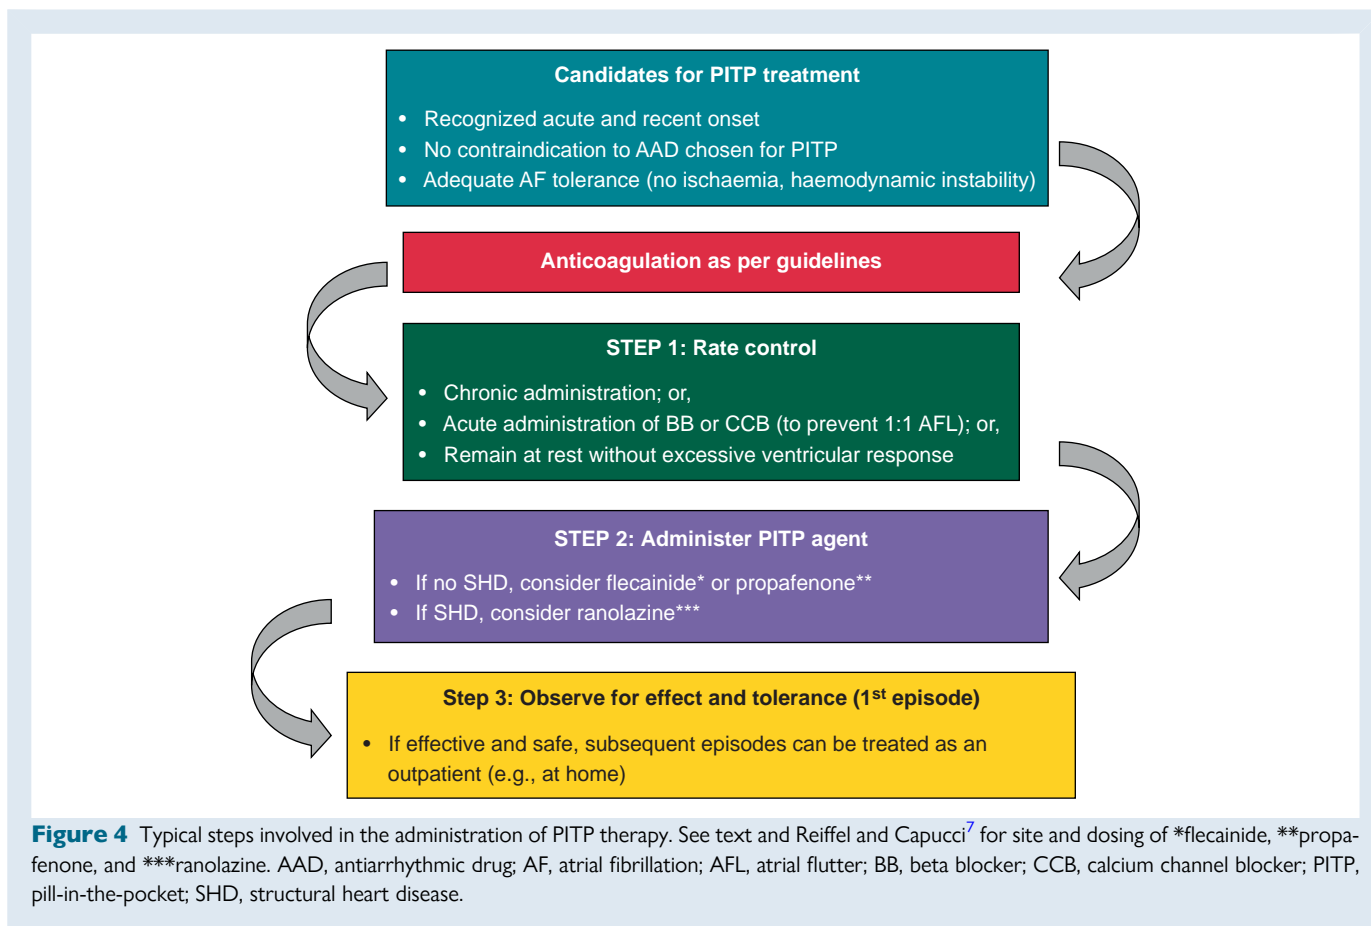 Candidates for PITP treatment
• Recognized acute and recent onset
• No contraindication to AAD chosen for PITP
• Adequate AF tolerance (no ischaemia, haemodynamic instability)
Anticoagulation as per guidelines
STEP 1: Rate control
• Chronic administration; or,
• Acute administration of BB or CCB (to prevent 1:1 AFL); or,
• Remain at rest without excessive ventricular response
STEP 2: Administer PITP agent
• If no SHD, consider flecainide* or propafenone**
• If SHD, consider ranolazine***
Step 3: Observe for effect and tolerance (1st episode)
• If effective and safe, subsequent episodes can be treated as an
outpatient (e.g., at home)
Figure 4 Typical steps involved in the administration of PITP therapy. See text and Reiffel and Capucci7 for site and dosing of *flecainide, **propa-
fenone, and ***ranolazine. AAD, antiarrhythmic drug; AF, atrial fibrillation; AFL, atrial flutter; BB, beta blocker; CCB, calcium channel blocker; PITP,
pill-in-the-pocket; SHD, structural heart disease.